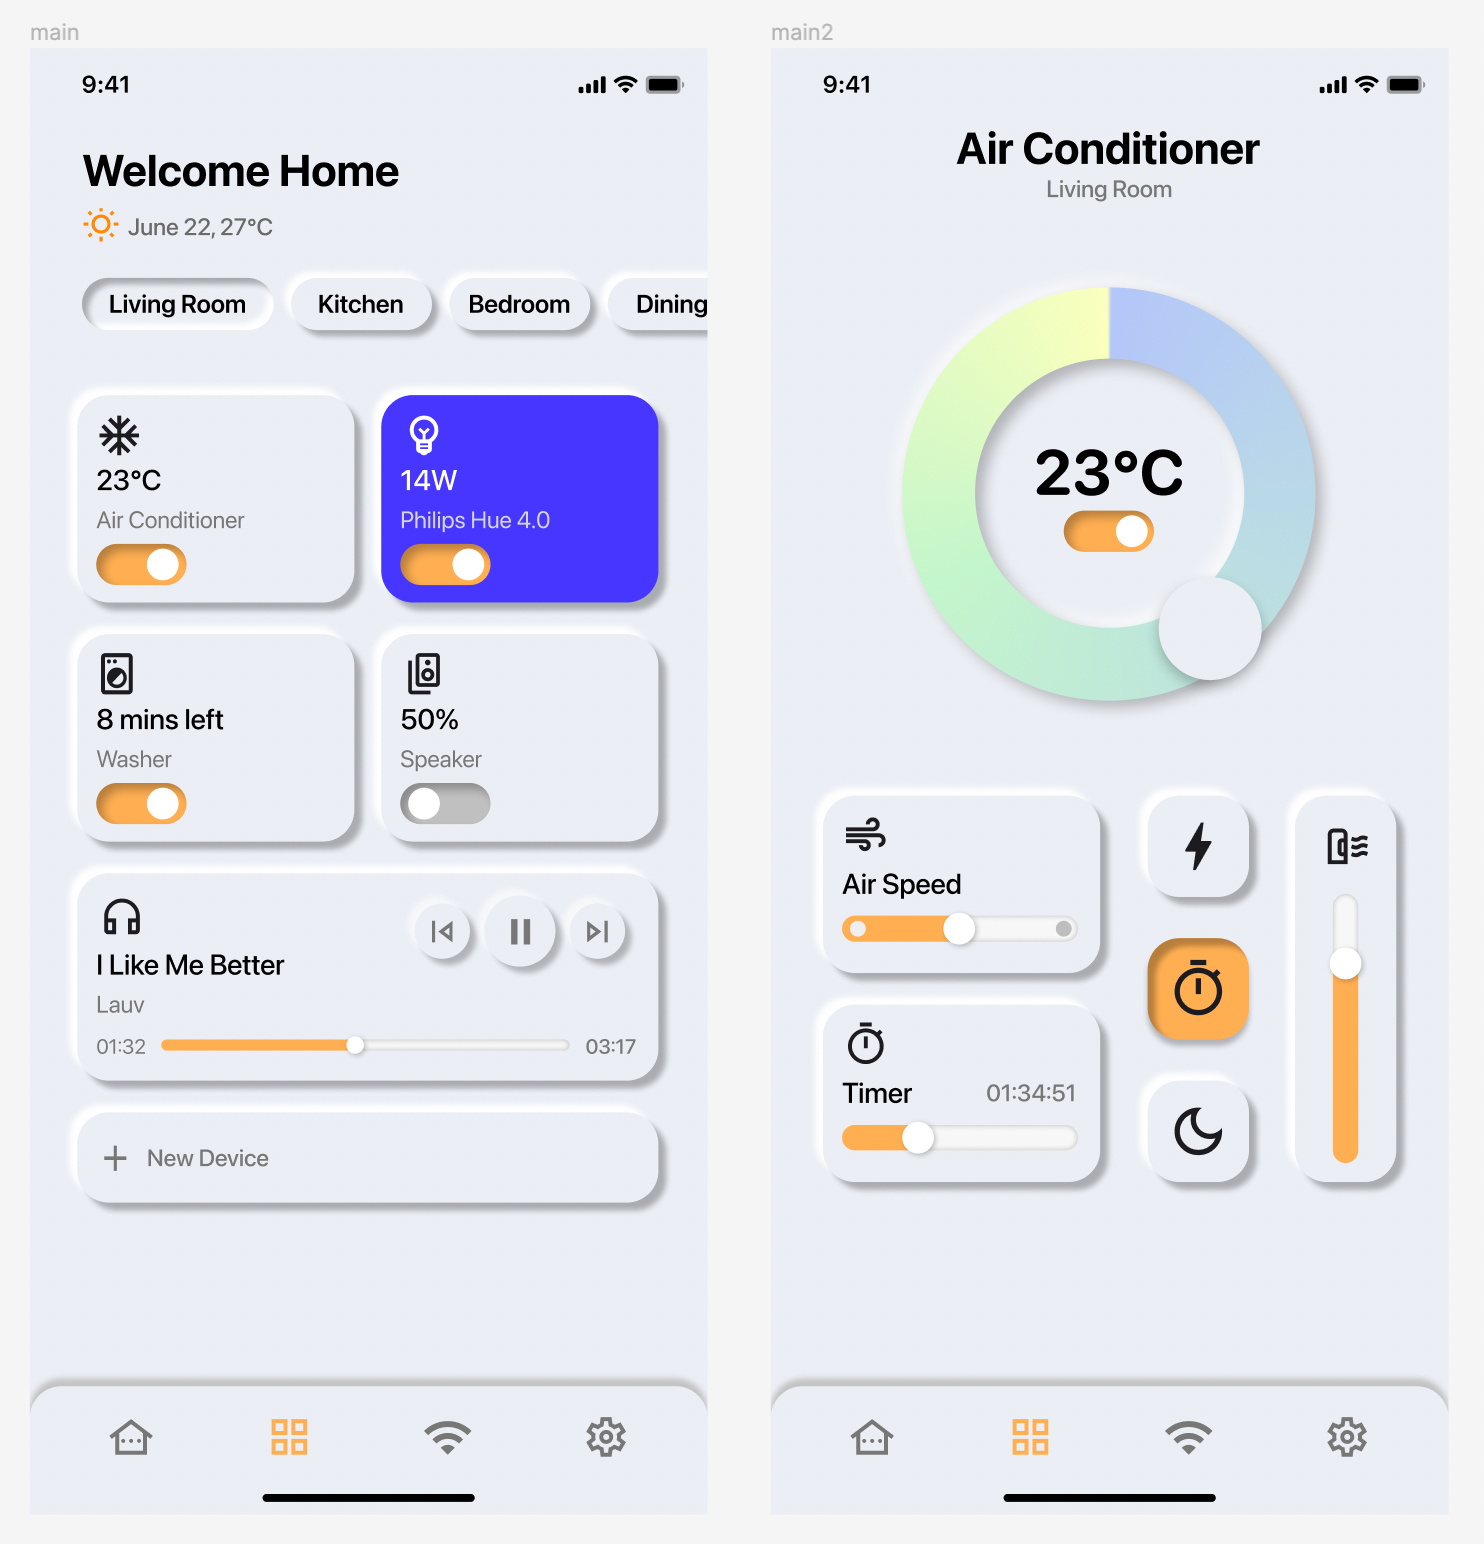 main
9:41
Welcome Home
June 22, 27°C
Living Room
Kitchen
Bedroom
Dining
23°C
Air Conditioner
14W
Philips Hue 4.0
8 mins left
Washer
50%
Speaker
I Like Me Better
Lauv
01:32
03:17
New Device
main2
9:41
Air Conditioner
Living Room
23°C
Air Speed
Timer
01:34:51